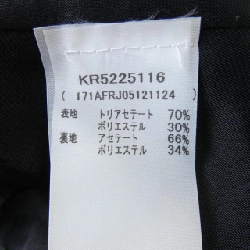 KR5225116
( 171AFRJ05121124 )
表地 トリアセテート 70%
ポリエステル 30%
裏地 アセテート 66%
ポリエステル 34%